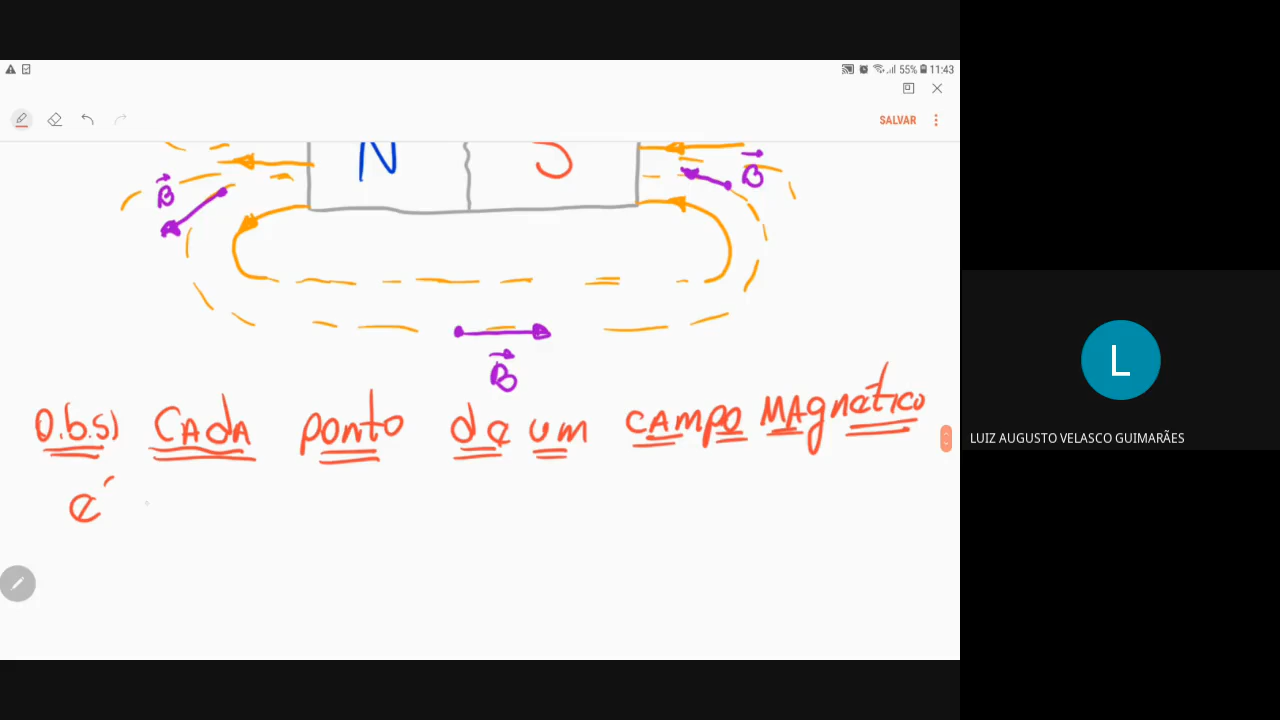 55% 11:43
SALVAR
N S
B
B
B
O.b.s) CAdA ponto de um CAMPO MAgnético
é
L
LUIZ AUGUSTO VELASCO GUIMARÃES